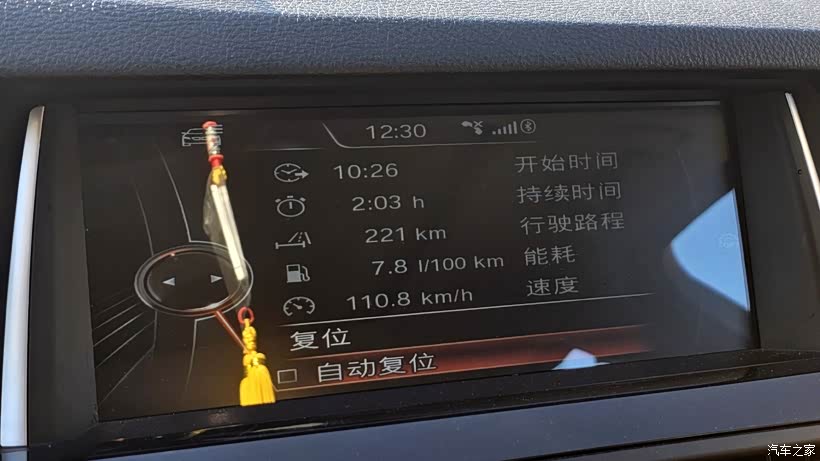 12:30
10:26 开始时间
2:03 h 持续时间
221 km 行驶路程
7.8 l/100 km 能耗
110.8 km/h 速度
复位
自动复位
汽车之家